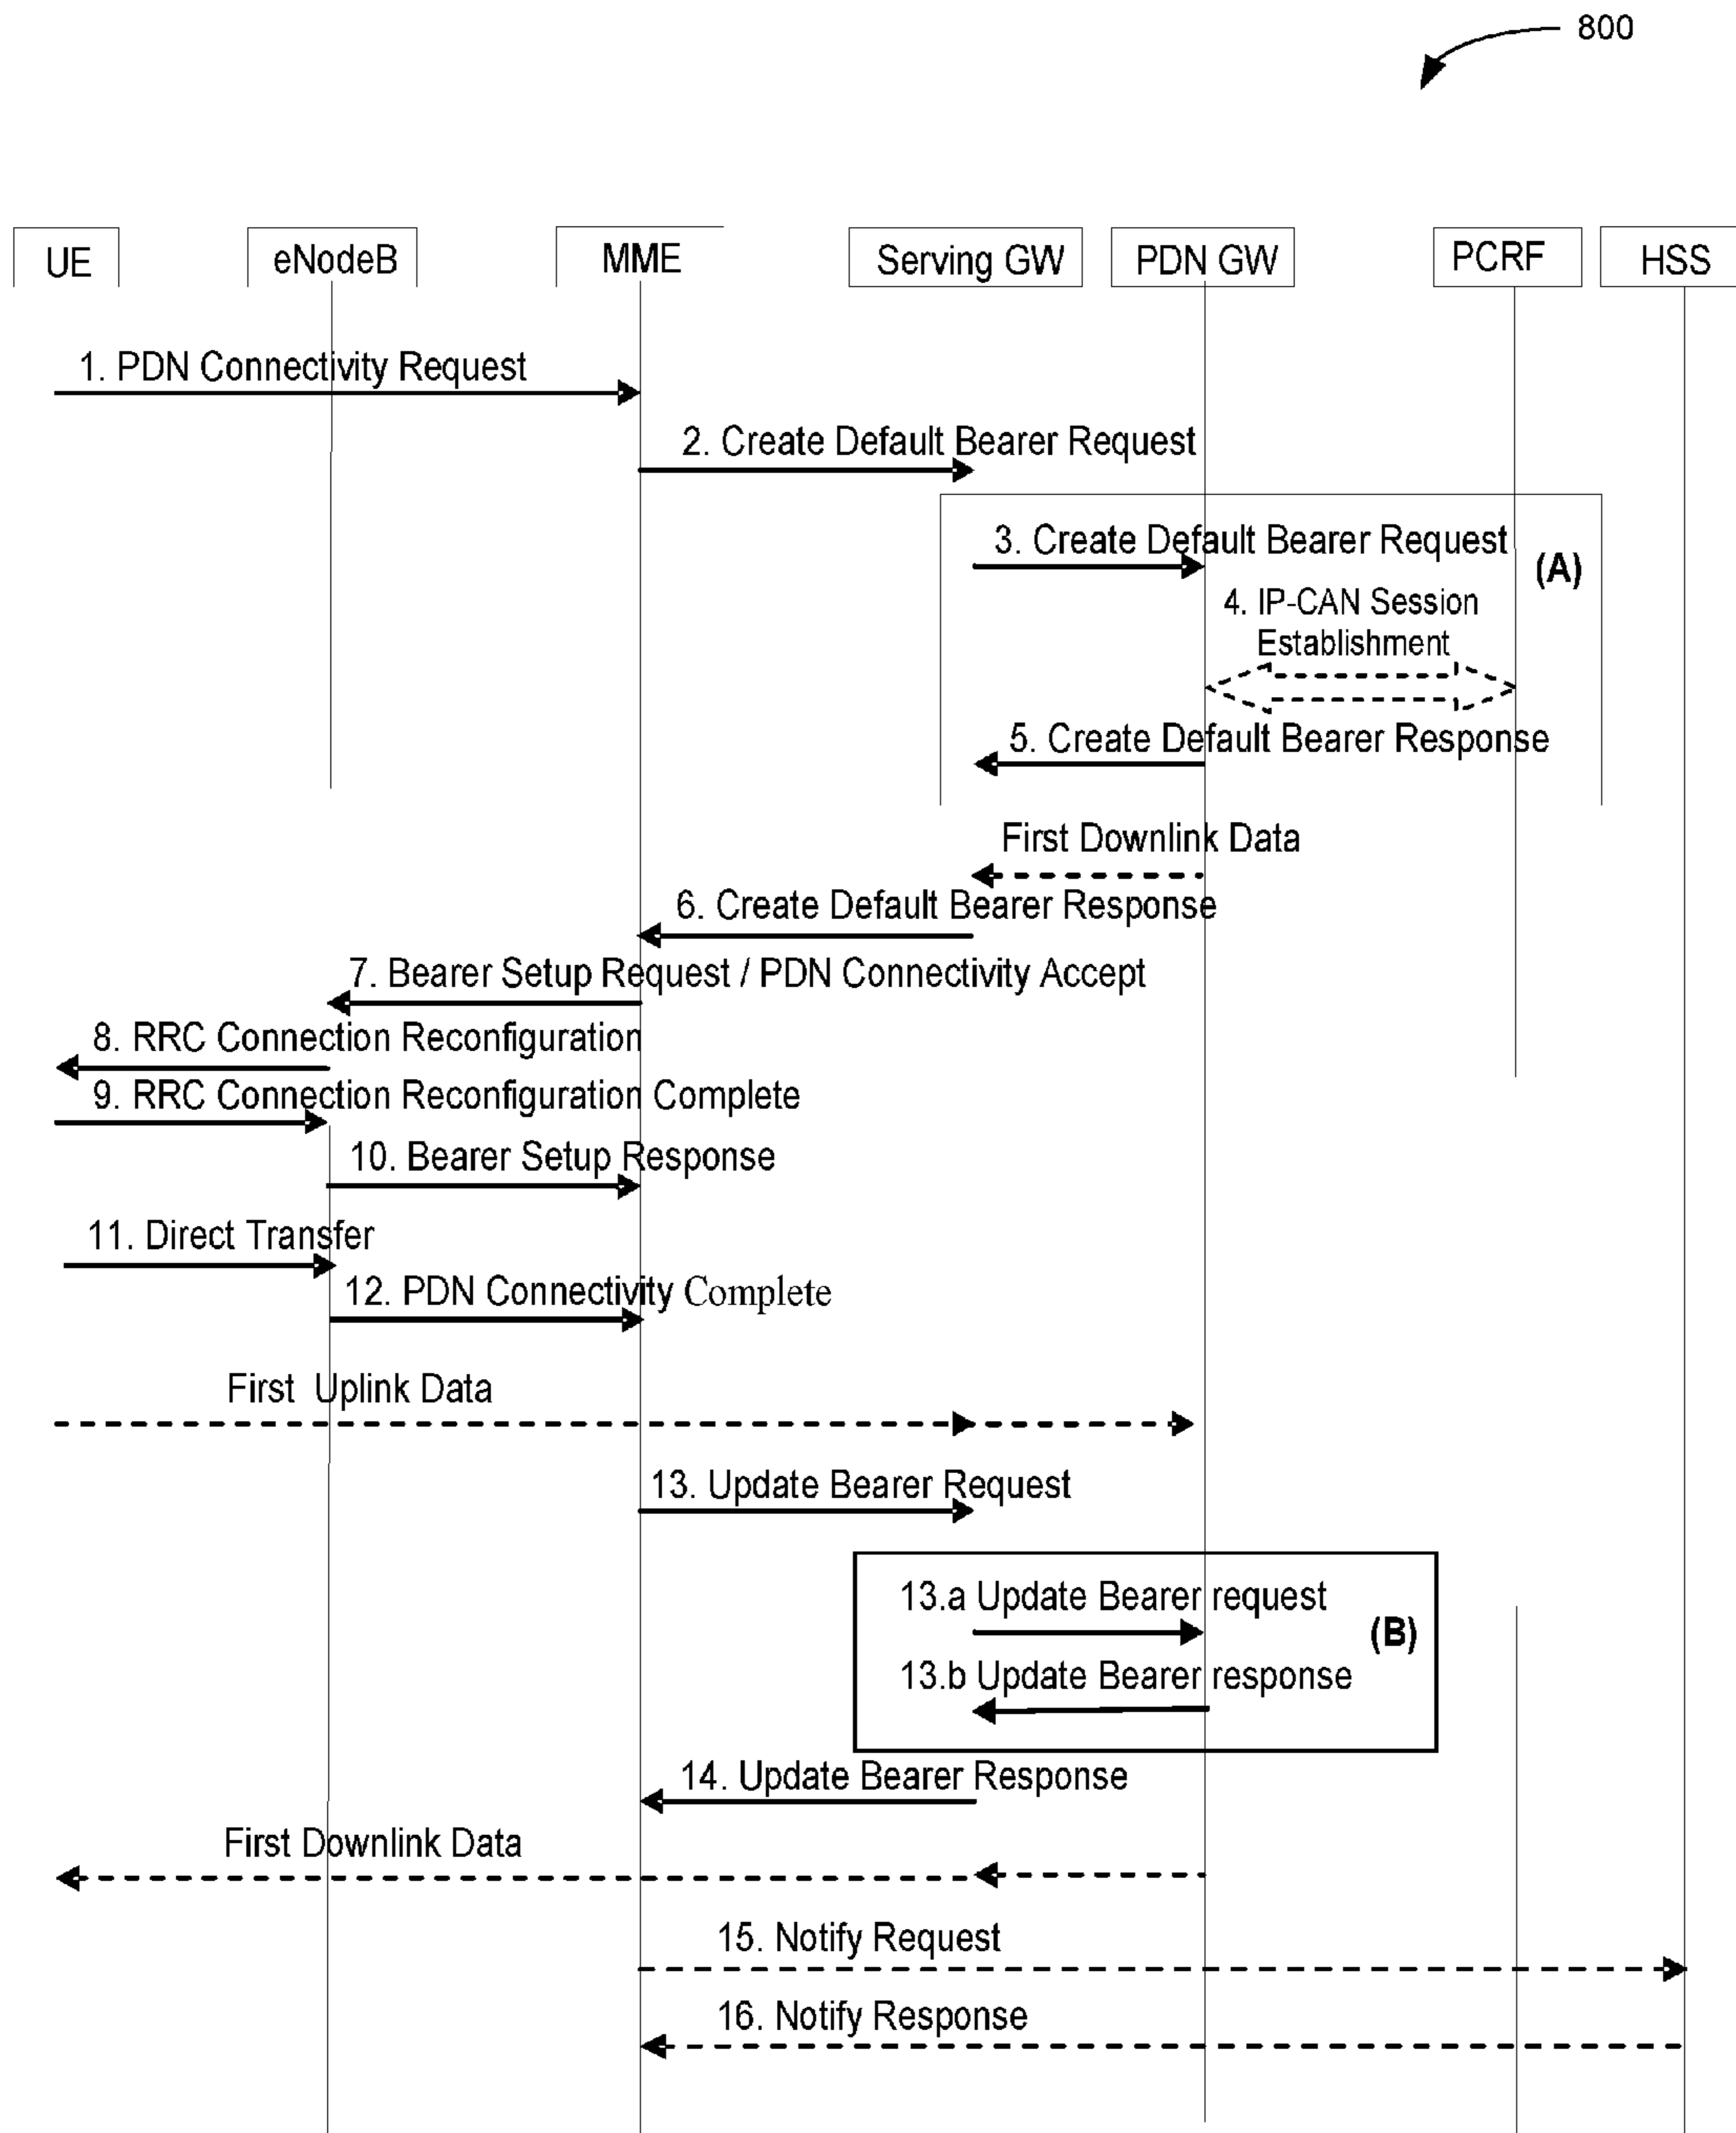 800
UE eNodeB MME Serving GW PDN GW PCRF HSS
1. PDN Connectivity Request
2. Create Default Bearer Request
3. Create Default Bearer Request
(A)
4. IP-CAN Session
Establishment
5. Create Default Bearer Response
First Downlink Data
6. Create Default Bearer Response
7. Bearer Setup Request / PDN Connectivity Accept
8. RRC Connection Reconfiguration
9. RRC Connection Reconfiguration Complete
10. Bearer Setup Response
11. Direct Transfer
12. PDN Connectivity Complete
First Uplink Data
13. Update Bearer Request
13.a Update Bearer request
(B)
13.b Update Bearer response
14. Update Bearer Response
First Downlink Data
15. Notify Request
16. Notify Response